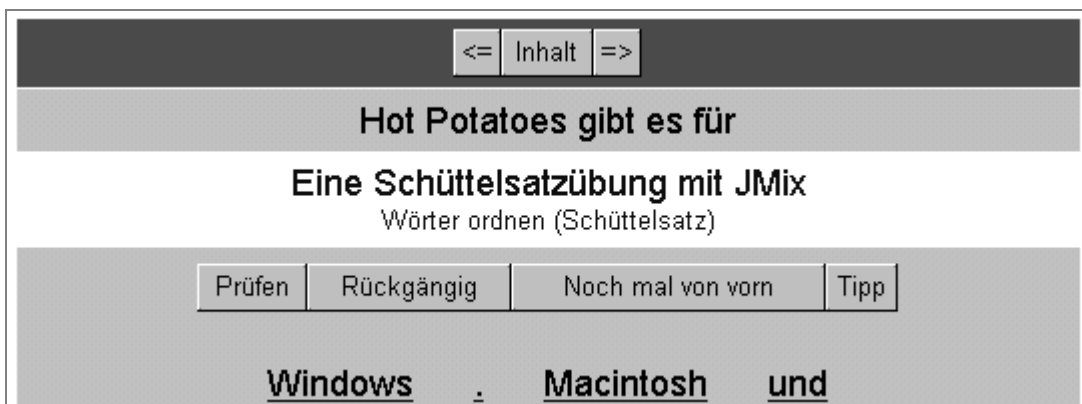 <= Inhalt =>
Hot Potatoes gibt es für
Eine Schüttelsatzübung mit JMix
Wörter ordnen (Schüttelsatz)
Prüfen Rückgängig Noch mal von vorn Tipp
Windows . Macintosh und